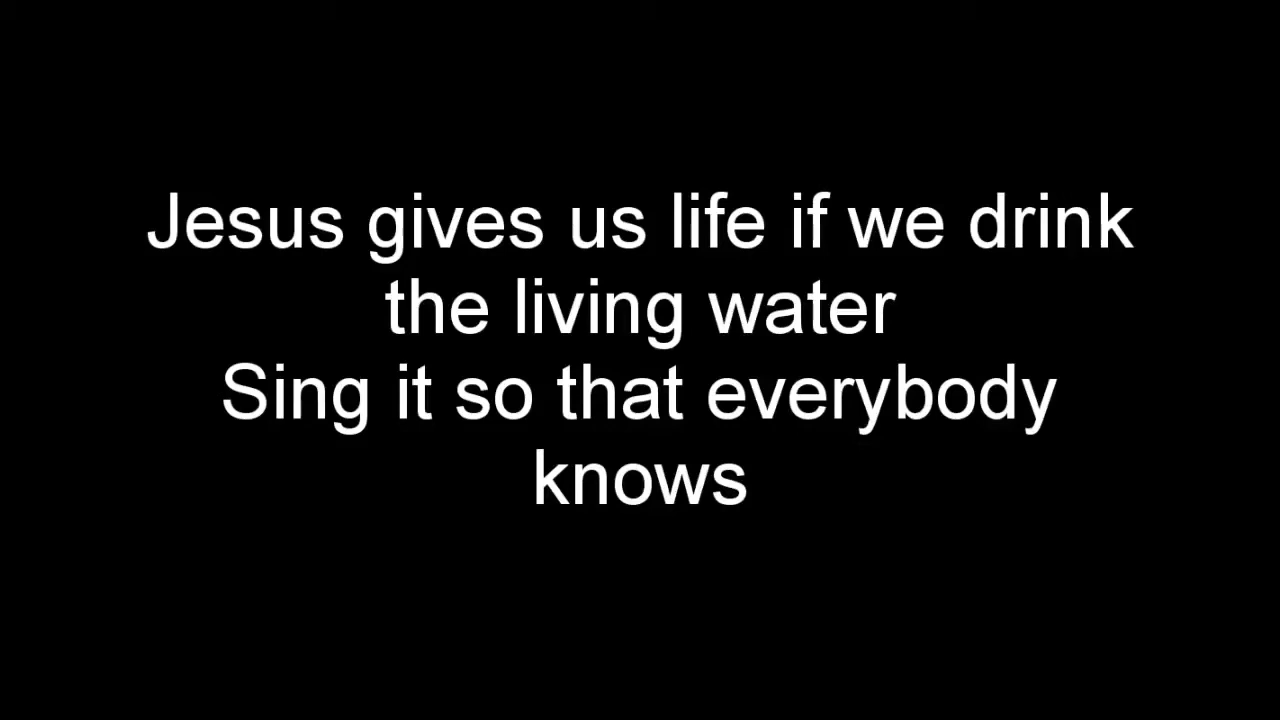 Jesus gives us life if we drink
the living water
Sing it so that everybody
knows